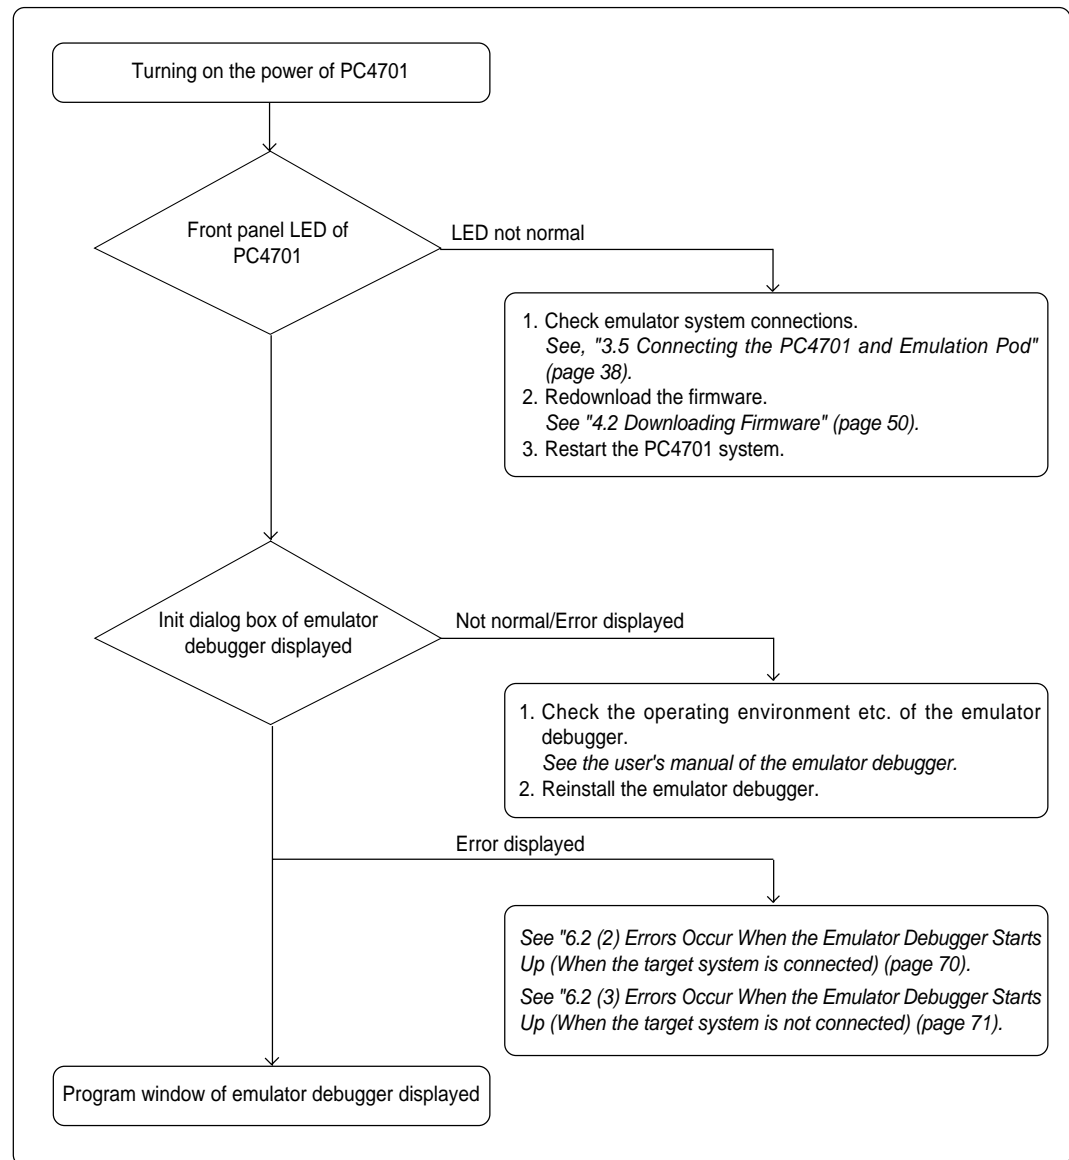 Turning on the power of PC4701
Front panel LED of
PC4701
LED not normal
1. Check emulator system connections.
See, "3.5 Connecting the PC4701 and Emulation Pod"
(page 38).
2. Redownload the firmware.
See "4.2 Downloading Firmware" (page 50).
3. Restart the PC4701 system.
Init dialog box of emulator
debugger displayed
Not normal/Error displayed
1. Check the operating environment etc. of the emulator
debugger.
See the user's manual of the emulator debugger.
2. Reinstall the emulator debugger.
Error displayed
See "6.2 (2) Errors Occur When the Emulator Debugger Starts
Up (When the target system is connected) (page 70).
See "6.2 (3) Errors Occur When the Emulator Debugger Starts
Up (When the target system is not connected) (page 71).
Program window of emulator debugger displayed